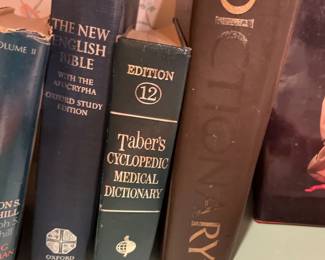 VOLUME II
THE NEW
ENGLISH
BIBLE
WITH THE
APOCRYPHA
OXFORD STUDY
EDITION
OXFORD
EDITION
12
Taber's
CYCLOPEDIC
MEDICAL
DICTIONARY
DICTIONARY